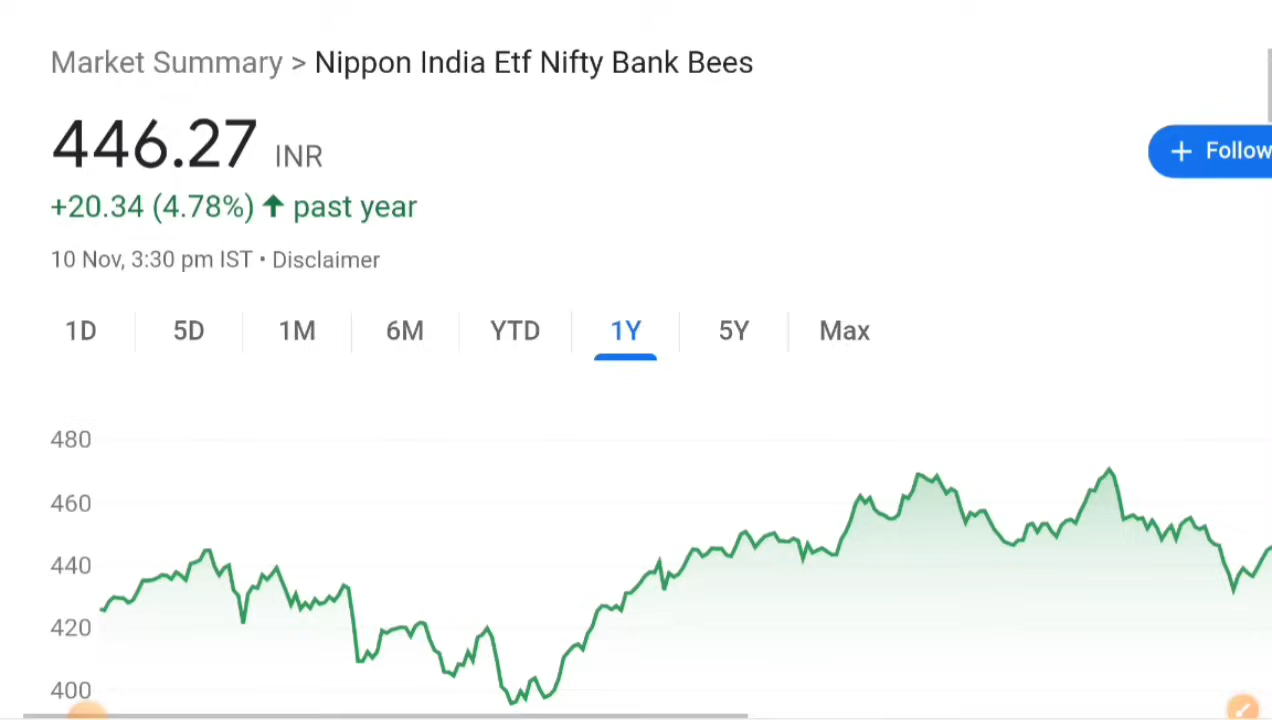 Market Summary > Nippon India Etf Nifty Bank Bees
446.27 INR
+ Follow
+20.34 (4.78%) ↑ past year
10 Nov, 3:30 pm IST • Disclaimer
1D 5D 1M 6M YTD 1Y 5Y Max
480
460
440
420
400